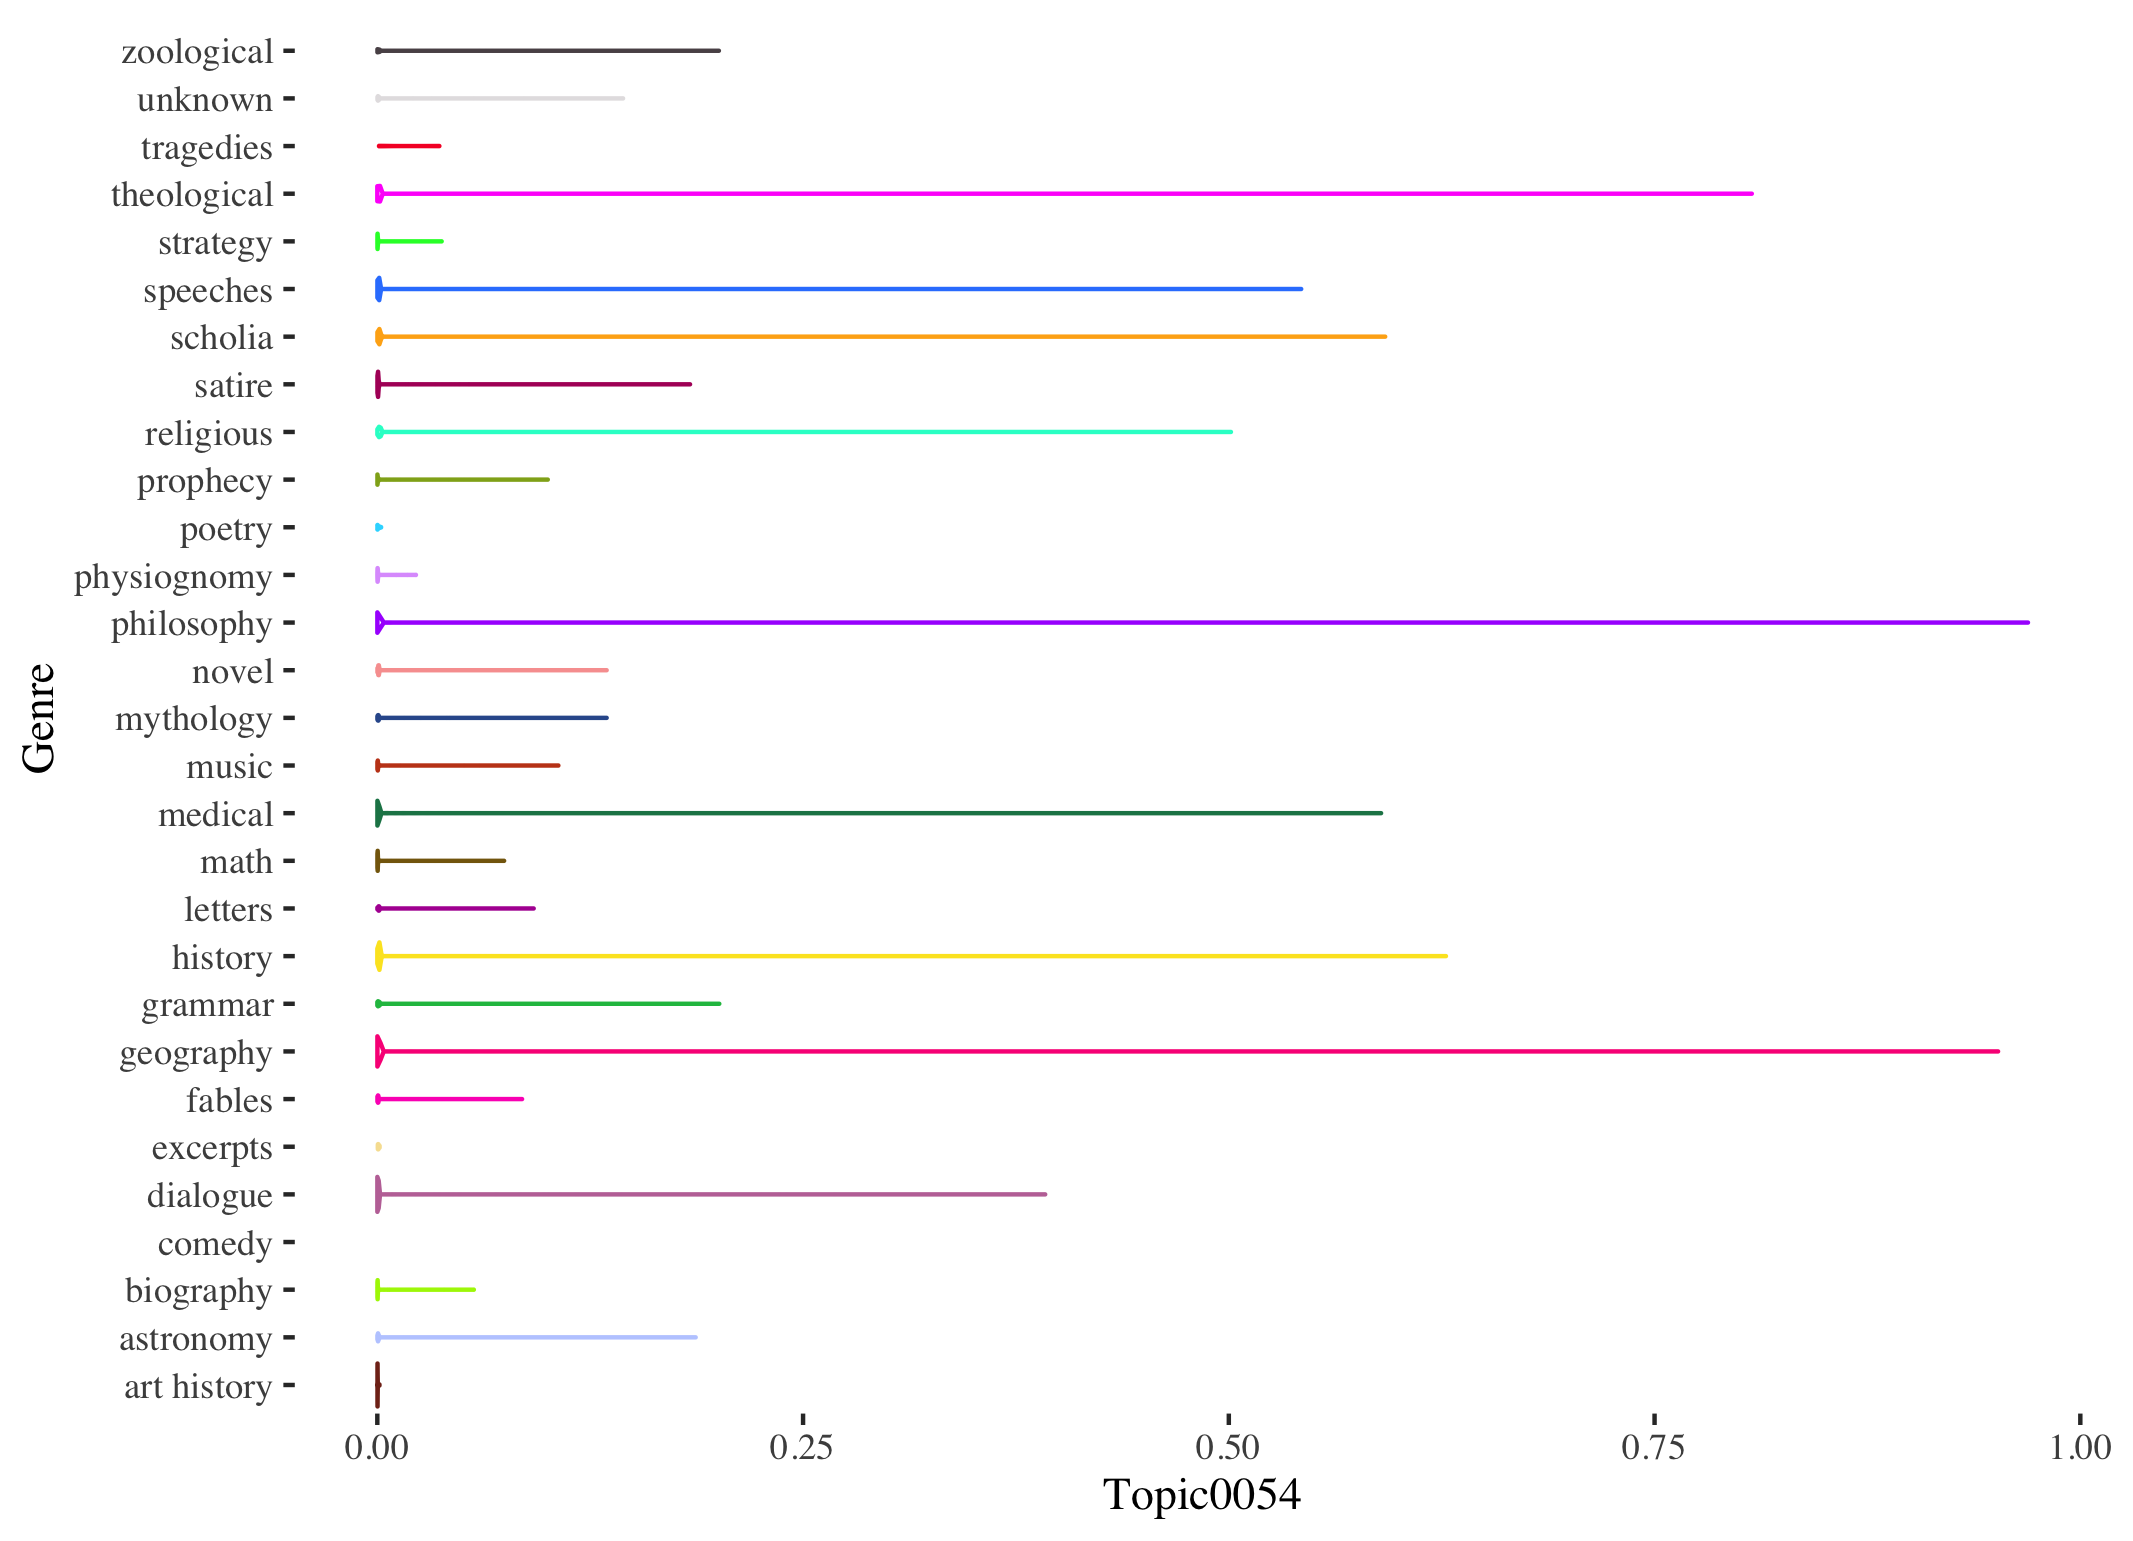 zoological
unknown
tragedies
theological
strategy
speeches
scholia
satire
religious
prophecy
poetry
physiognomy
philosophy
novel
mythology
music
medical
math
letters
history
grammar
geography
fables
excerpts
dialogue
comedy
biography
astronomy
art history
Genre
0.00 0.25 0.50 0.75 1.00
Topic0054